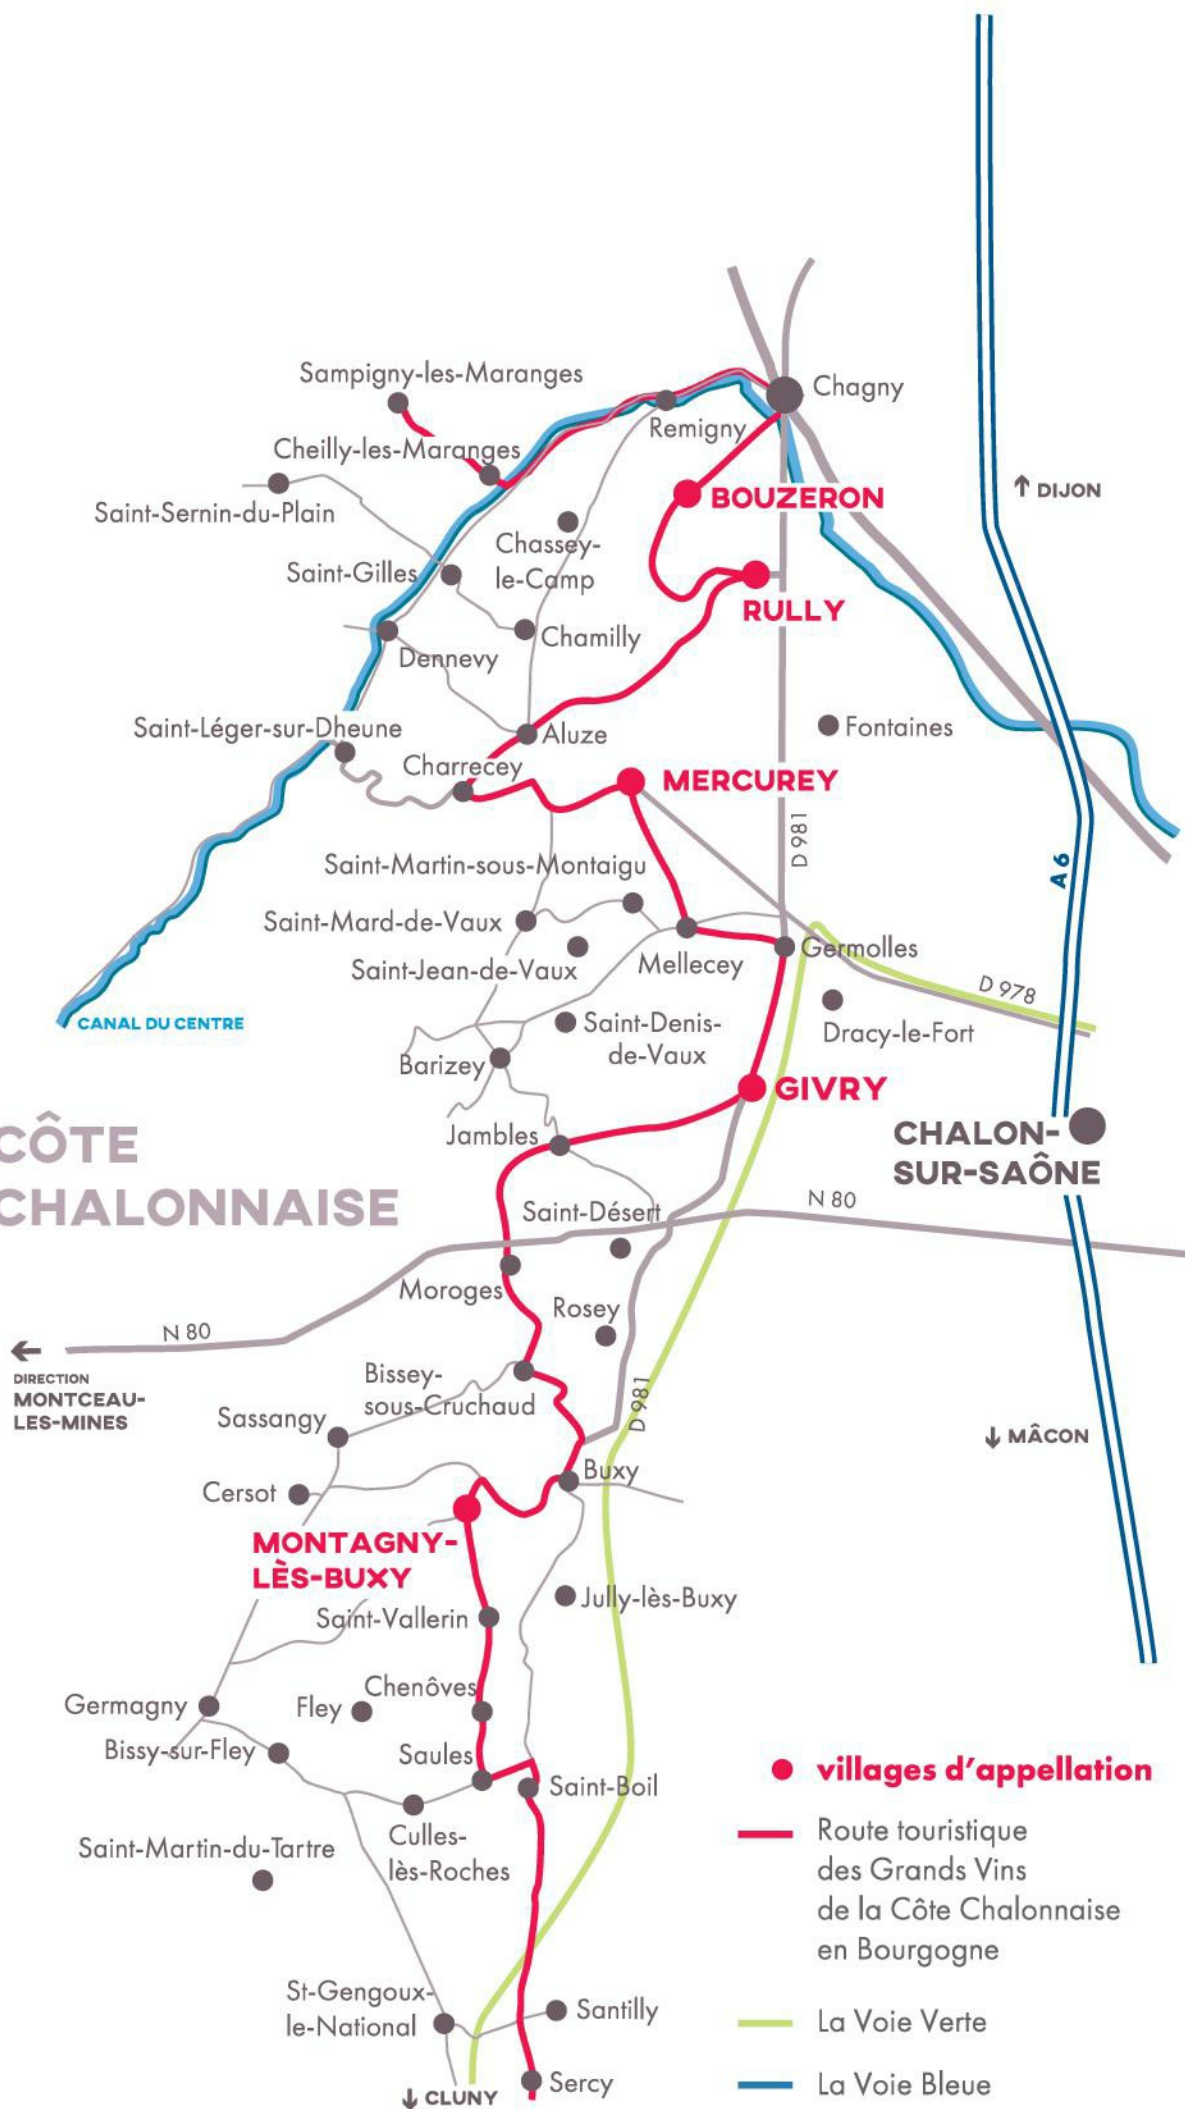 Sampigny-les-Maranges
Chagny
Remigny
Cheilly-les-Maranges
↑ DIJON
BOUZERON
Saint-Sernin-du-Plain
Chassey-
le-Camp
Saint-Gilles
RULLY
Chamilly
Dennevy
Saint-Léger-sur-Dheune
Fontaines
Aluze
Charrecey
MERCUREY
D 981
Saint-Martin-sous-Montaigu
A 6
Saint-Mard-de-Vaux
Germolles
Mellecey
Saint-Jean-de-Vaux
D 978
CANAL DU CENTRE
Saint-Denis-
de-Vaux
Dracy-le-Fort
Barizey
GIVRY
Jambles
CHALON-
SUR-SAÔNE
CÔTE
CHALONNAISE
N 80
Saint-Désert
Moroges
Rosey
N 80
←
DIRECTION
MONTCEAU-
LES-MINES
Bissey-
sous-Cruchaud
D 981
Sassangy
↓ MÂCON
Buxy
Cersot
MONTAGNY-
LÈS-BUXY
Jully-lès-Buxy
Saint-Vallerin
Chenôves
Germagny
Fley
Bissy-sur-Fley
Saules
Saint-Boil
Culles-
lès-Roches
Saint-Martin-du-Tartre
St-Gengoux-
le-National
Santilly
Sercy
↓ CLUNY
villages d'appellation
Route touristique
des Grands Vins
de la Côte Chalonnaise
en Bourgogne
La Voie Verte
La Voie Bleue